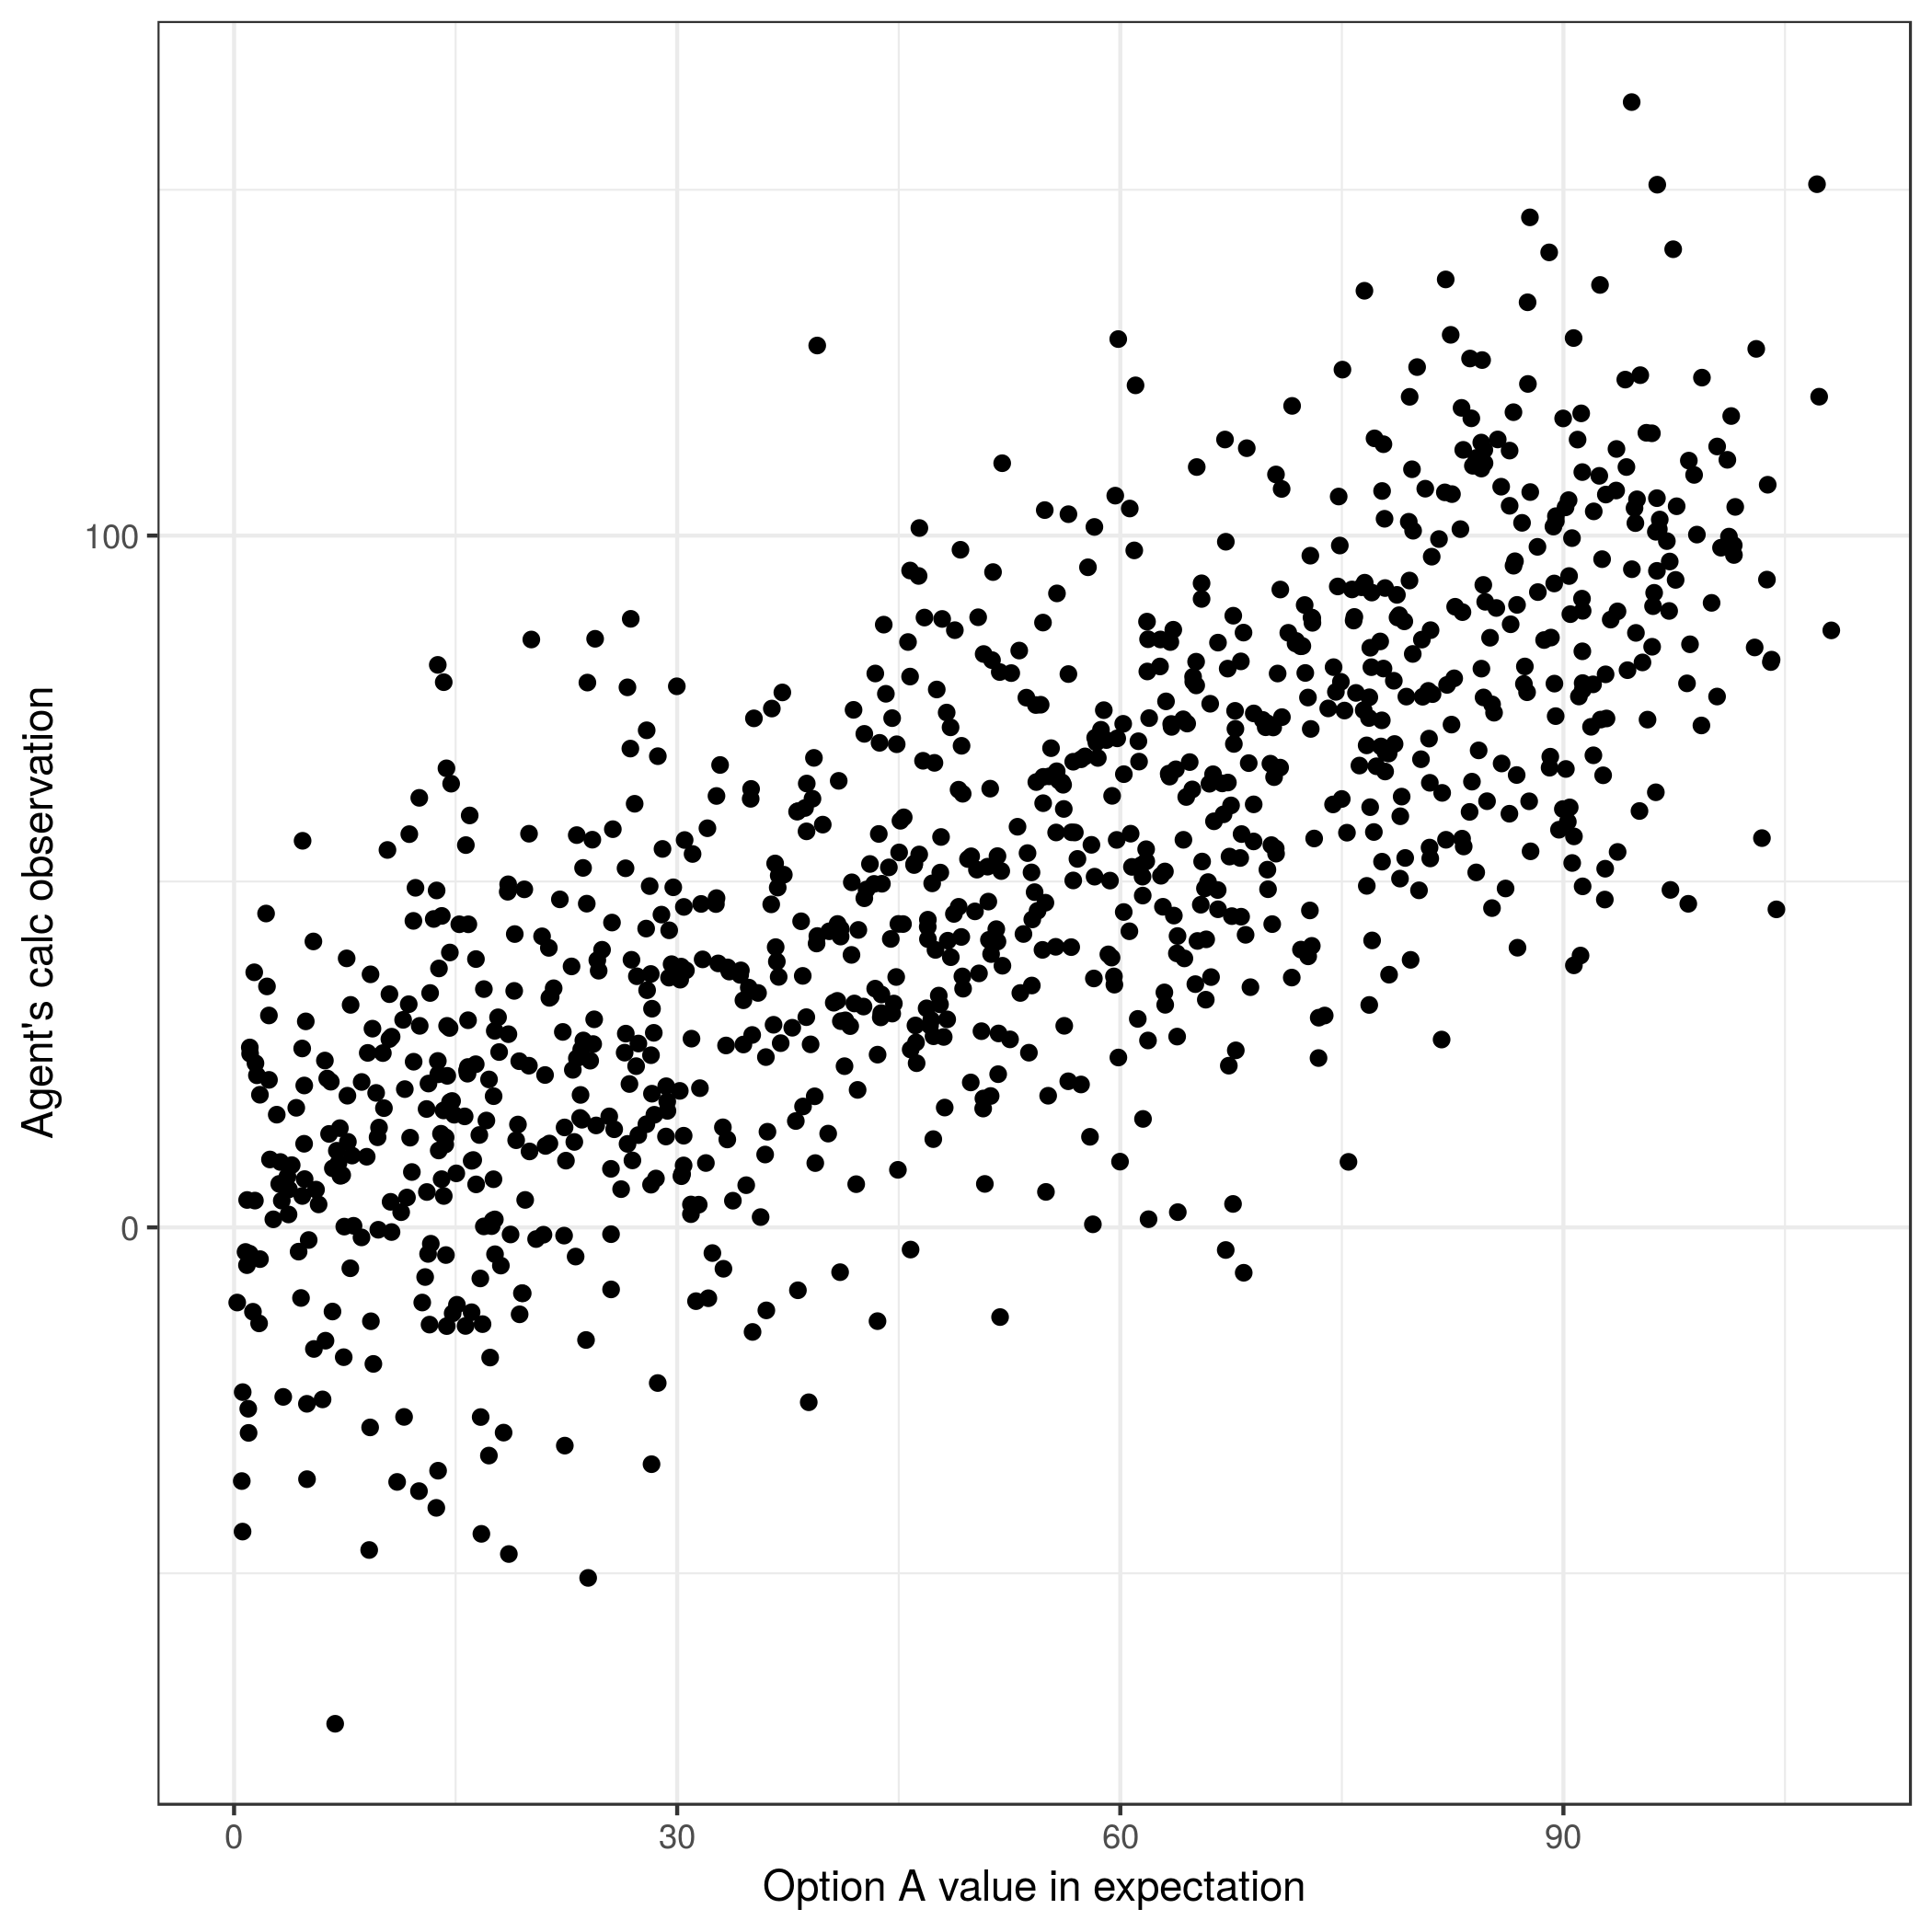 100
0
0 30 60 90
Option A value in expectation
Agent's calc observation